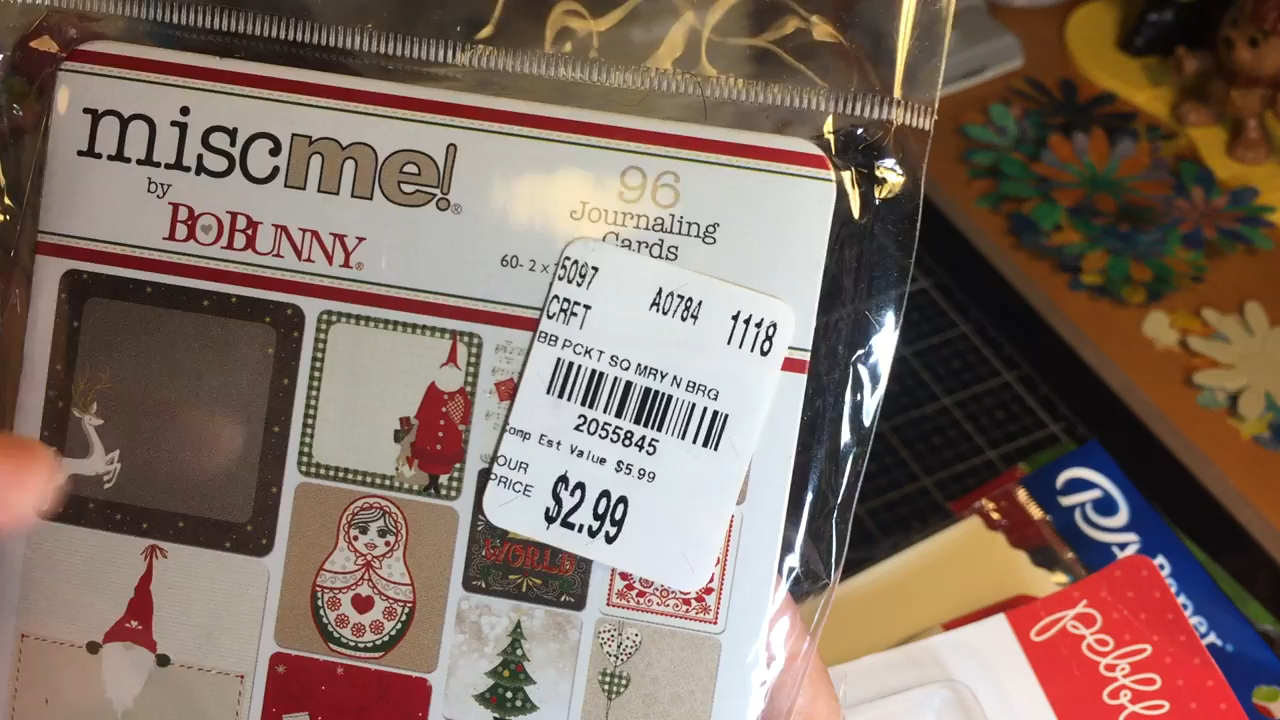 miscme!®
by
BOBUNNY®
96
Journaling
Cards
60- 2 ×
5097
A0784
1118
CRFT
BB PCKT SQ MRY N BRG
2055845
Comp Est Value $5.99
OUR
PRICE
$2.99
WORLD
Paper
pebbl